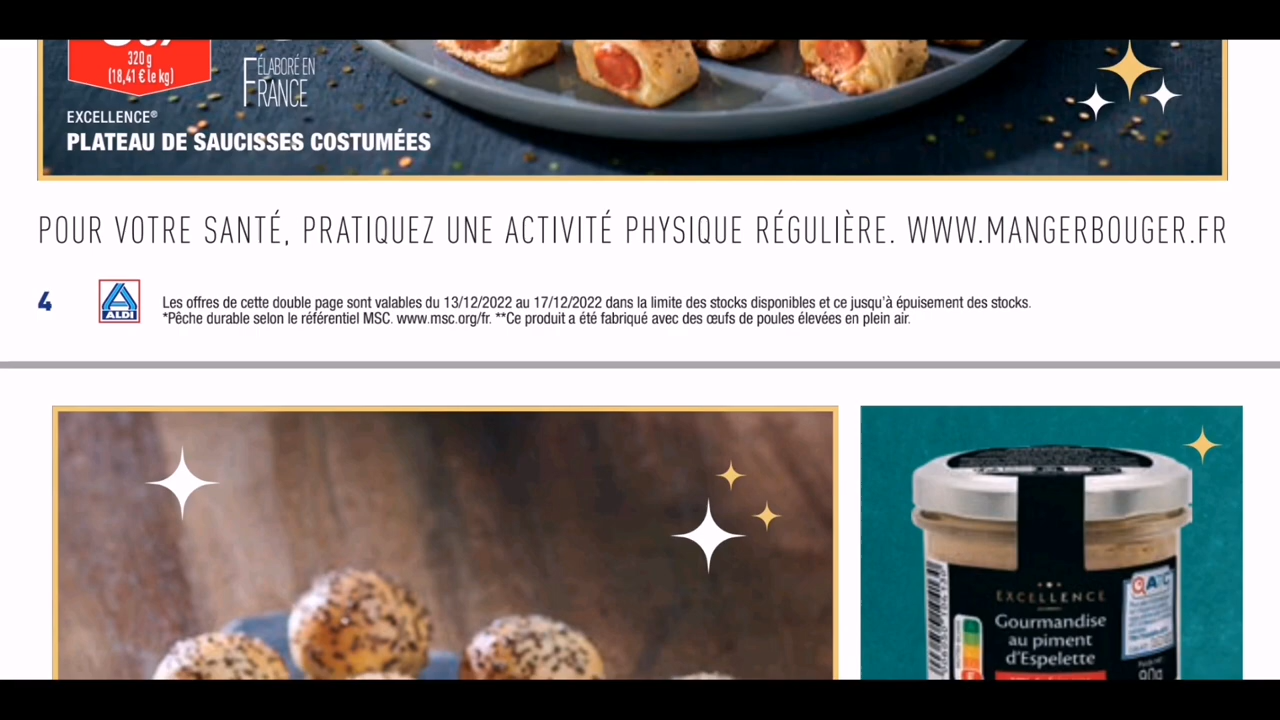 320 g
(18,41 € le kg)
ÉLABORÉ EN
FRANCE
EXCELLENCE®
PLATEAU DE SAUCISSES COSTUMÉES
POUR VOTRE SANTÉ, PRATIQUEZ UNE ACTIVITÉ PHYSIQUE RÉGULIÈRE. WWW.MANGERBOUGER.FR
4
ALDI
Les offres de cette double page sont valables du 13/12/2022 au 17/12/2022 dans la limite des stocks disponibles et ce jusqu'à épuisement des stocks.
*Pêche durable selon le référentiel MSC. www.msc.org/fr. **Ce produit a été fabriqué avec des œufs de poules élevées en plein air.
EXCELLENCE
Gourmandise
au piment
d'Espelette
90g